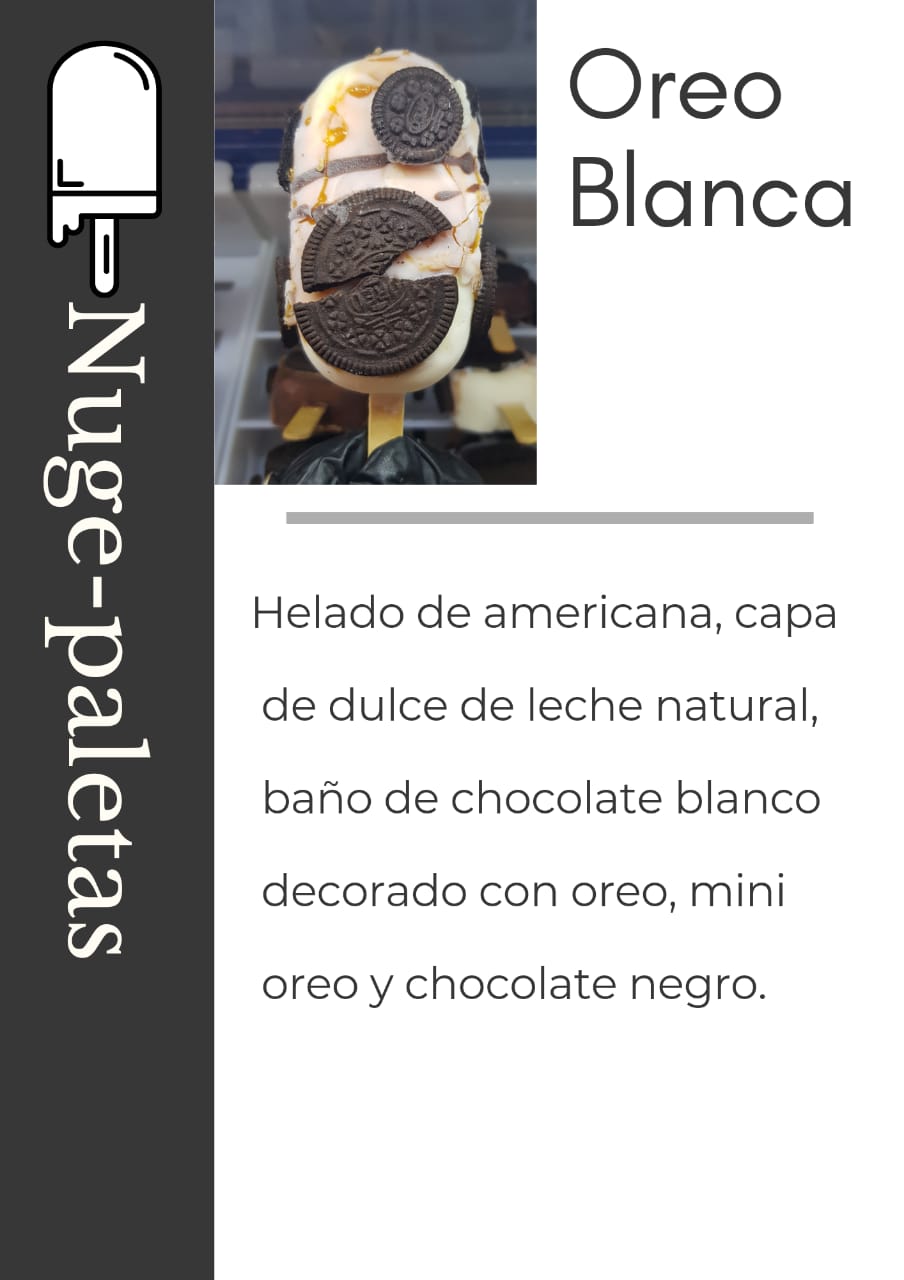 Nuge-paletas
Oreo
Blanca
Helado de americana, capa
de dulce de leche natural,
baño de chocolate blanco
decorado con oreo, mini
oreo y chocolate negro.